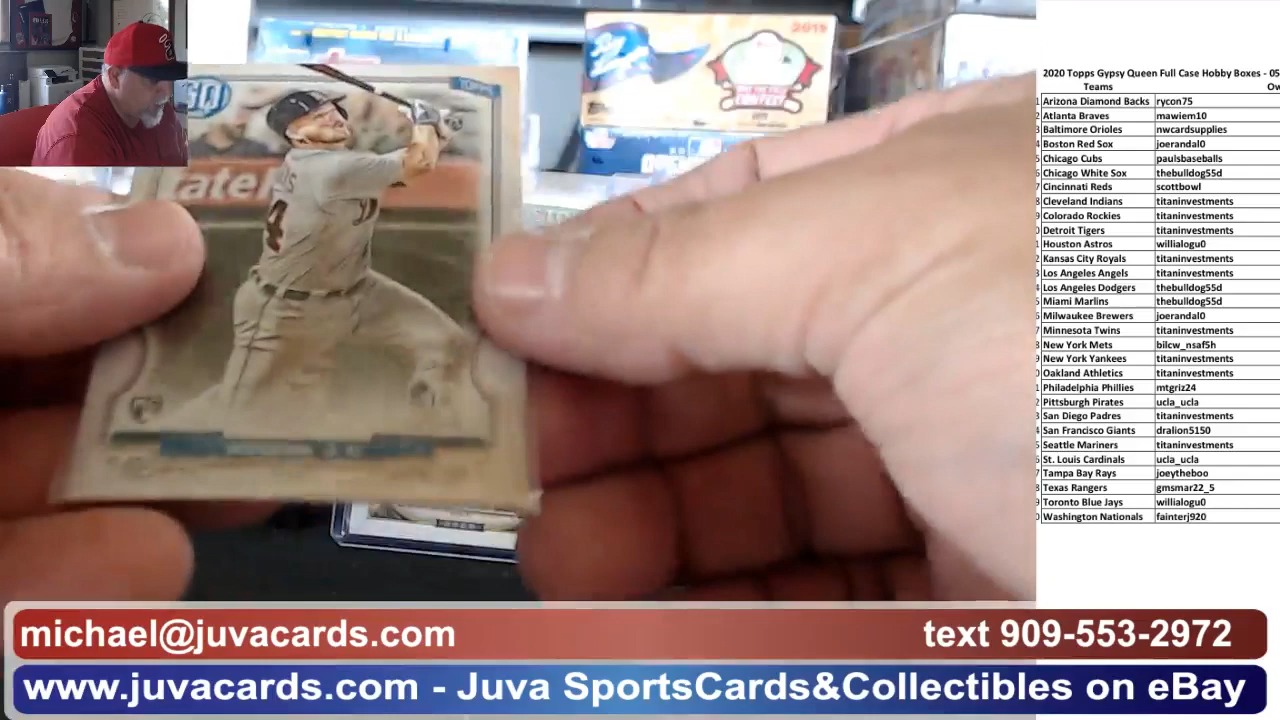 2019
GQ
TOPPS
tateF
4
2020 Topps Gypsy Queen Full Case Hobby Boxes - 05
Teams Ow
Arizona Diamond Backs rycon75
Atlanta Braves mawiem10
Baltimore Orioles nwcardsupplies
Boston Red Sox joerandal0
Chicago Cubs paulsbaseballs
Chicago White Sox thebulldog55d
Cincinnati Reds scottbowl
Cleveland Indians titaninvestments
Colorado Rockies titaninvestments
Detroit Tigers titaninvestments
Houston Astros willialogu0
Kansas City Royals titaninvestments
Los Angeles Angels titaninvestments
Los Angeles Dodgers thebulldog55d
Miami Marlins thebulldog55d
Milwaukee Brewers joerandal0
Minnesota Twins titaninvestments
New York Mets bilcw_nsaf5h
New York Yankees titaninvestments
Oakland Athletics titaninvestments
Philadelphia Phillies mtgriz24
Pittsburgh Pirates ucla_ucla
San Diego Padres titaninvestments
San Francisco Giants dralion5150
Seattle Mariners titaninvestments
St. Louis Cardinals ucla_ucla
Tampa Bay Rays joeytheboo
Texas Rangers gmsmar22_5
Toronto Blue Jays willialogu0
Washington Nationals fainterj920
michael@juvacards.com text 909-553-2972
www.juvacards.com - Juva SportsCards&Collectibles on eBay